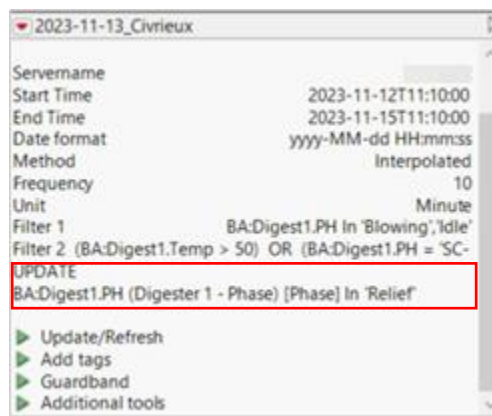 2023-11-13_Civrieux
Servername
Start Time 2023-11-12T11:10:00
End Time 2023-11-15T11:10:00
Date format yyyy-MM-dd HH:mm:ss
Method Interpolated
Frequency 10
Unit Minute
Filter 1 BA:Digest1.PH In 'Blowing','Idle'
Filter 2 (BA:Digest1.Temp > 50) OR (BA:Digest1.PH = 'SC-
UPDATE
BA:Digest1.PH (Digester 1 - Phase) [Phase] In 'Relief'
Update/Refresh
Add tags
Guardband
Additional tools